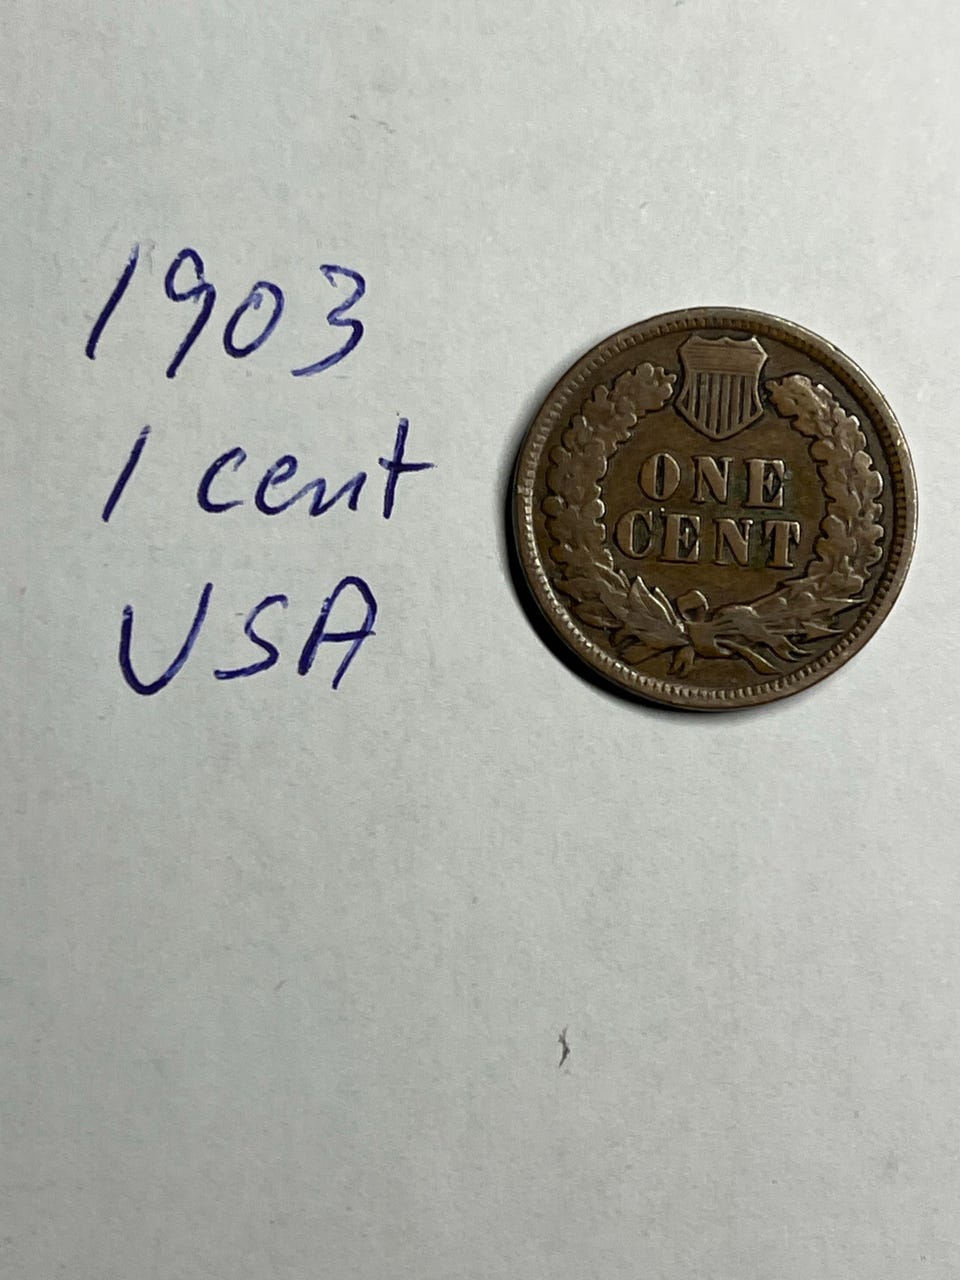 1903
1 cent
USA
ONE
CENT